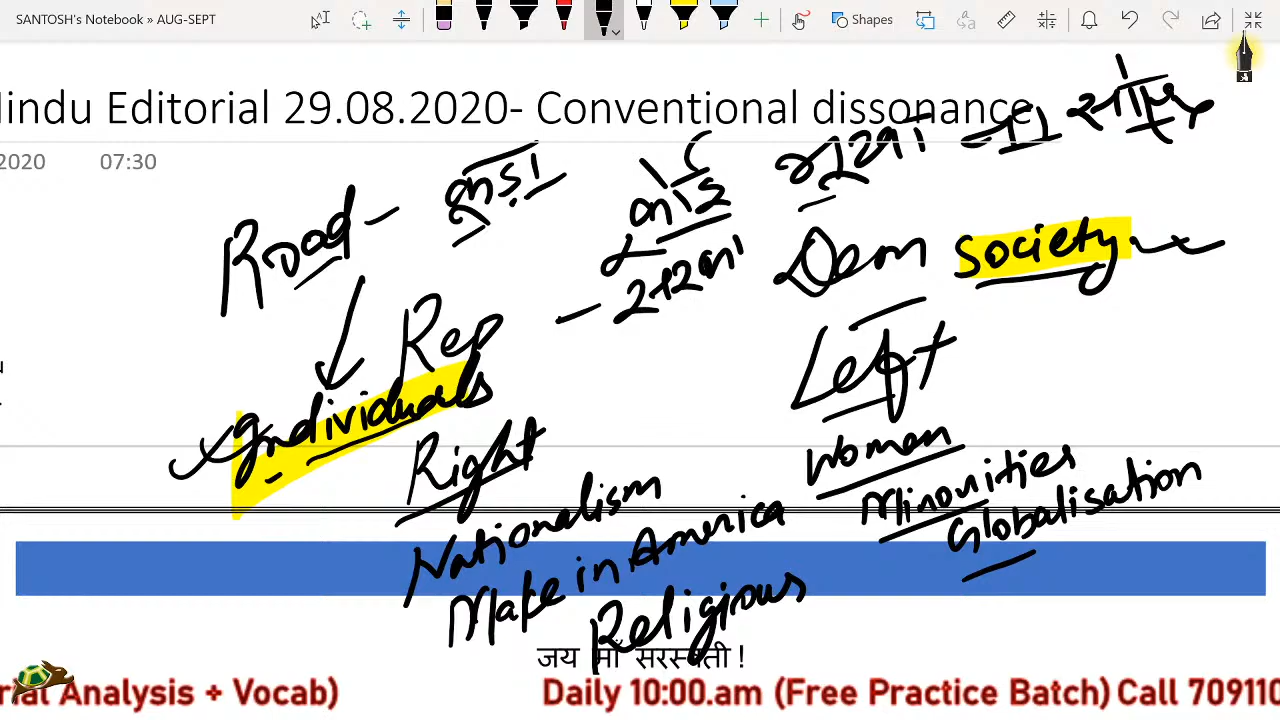 SANTOSH's Notebook » AUG-SEPT
Shapes
Hindu Editorial 29.08.2020- Conventional dissonance
2020 07:30
Road - कूड़ा
Dem society
Rep
Individuals
Left
Right
Woman
Nationalism
Minorities
Make in America
Globalisation
Religious
जय माँ सरस्वती !
rial Analysis + Vocab) Daily 10:00.am (Free Practice Batch) Call 709110